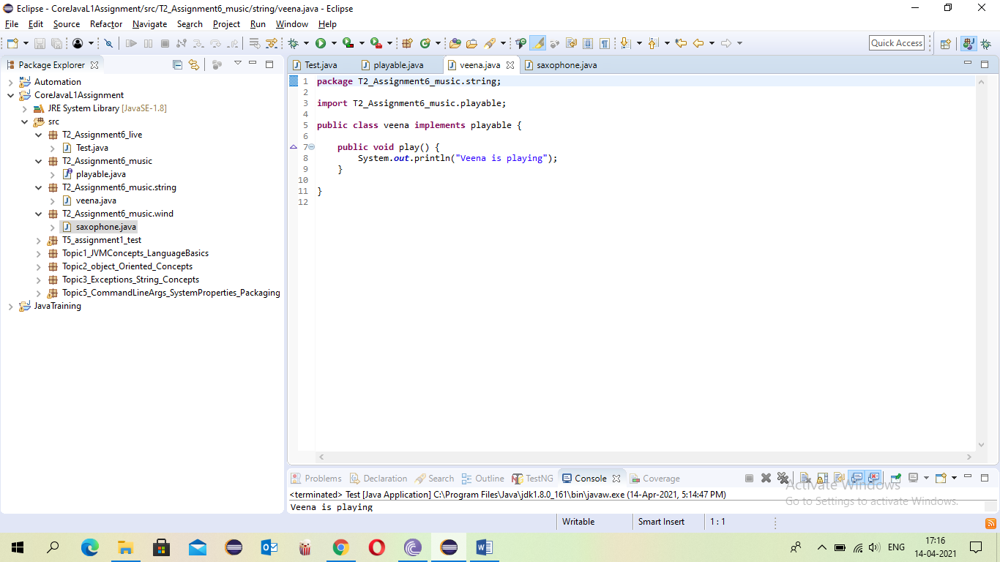 Eclipse - CoreJavaL1Assignment/src/T2_Assignment6_music/string/veena.java - Eclipse
File Edit Source Refactor Navigate Search Project Run Window Help
Quick Access
Package Explorer
Automation
CoreJavaL1Assignment
JRE System Library [JavaSE-1.8]
src
T2_Assignment6_live
Test.java
T2_Assignment6_music
playable.java
T2_Assignment6_music.string
veena.java
T2_Assignment6_music.wind
saxophone.java
T5_assignment1_test
Topic1_JVMConcepts_LanguageBasics
Topic2_object_Oriented_Concepts
Topic3_Exceptions_String_Concepts
Topic5_CommandLineArgs_SystemProperties_Packaging
JavaTraining
Test.java playable.java veena.java saxophone.java
1 package T2_Assignment6_music.string;
2
3 import T2_Assignment6_music.playable;
4
5 public class veena implements playable {
6
7 public void play() {
8 System.out.println("Veena is playing");
9 }
10
11 }
12
Problems Declaration Search Outline TestNG Console Coverage
<terminated> Test [Java Application] C:\Program Files\Java\jdk1.8.0_161\bin\javaw.exe (14-Apr-2021, 5:14:47 PM)
Veena is playing
Activate Windows
Go to Settings to activate Windows.
Writable Smart Insert 1 : 1
ENG 17:16
14-04-2021